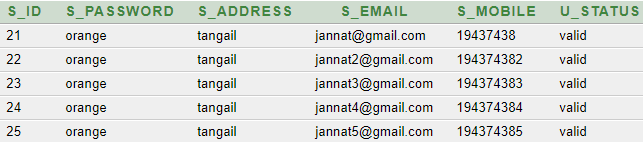 S_ID S_PASSWORD S_ADDRESS S_EMAIL S_MOBILE U_STATUS
21 orange tangail jannat@gmail.com 19437438 valid
22 orange tangail jannat2@gmail.com 194374382 valid
23 orange tangail jannat3@gmail.com 194374383 valid
24 orange tangail jannat4@gmail.com 194374384 valid
25 orange tangail jannat5@gmail.com 194374385 valid